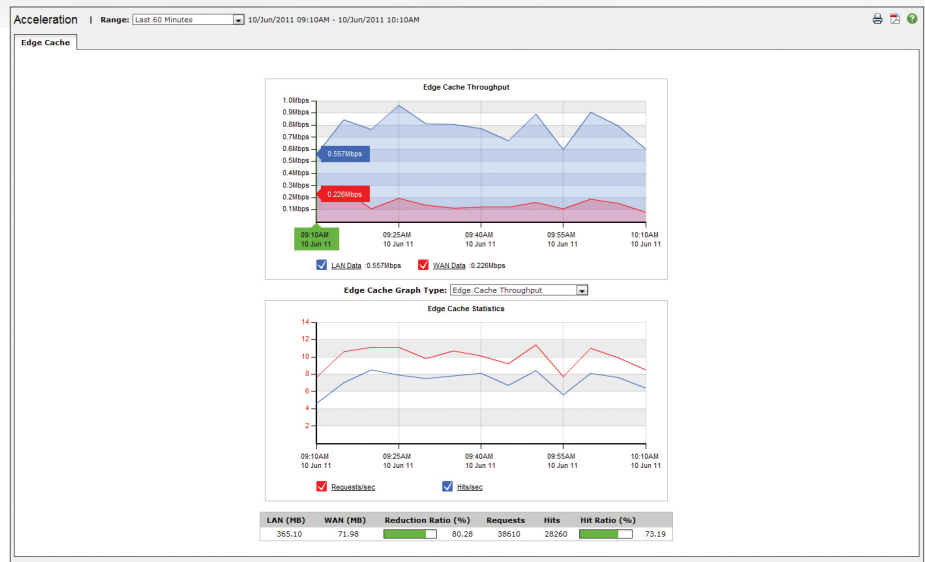 Acceleration | Range: Last 60 Minutes 10/Jun/2011 09:10AM - 10/Jun/2011 10:10AM
Edge Cache
Edge Cache Throughput
1.0Mbps
0.9Mbps
0.8Mbps
0.7Mbps
0.6Mbps
0.5Mbps
0.4Mbps
0.3Mbps
0.2Mbps
0.1Mbps
0.557Mbps
0.226Mbps
09:10AM 09:25AM 09:40AM 09:55AM 10:10AM
10 Jun 11 10 Jun 11 10 Jun 11 10 Jun 11 10 Jun 11
LAN Data :0.557Mbps WAN Data :0.226Mbps
Edge Cache Graph Type: Edge Cache Throughput
Edge Cache Statistics
14
12
10
8
6
4
2
09:10AM 09:25AM 09:40AM 09:55AM 10:10AM
10 Jun 11 10 Jun 11 10 Jun 11 10 Jun 11 10 Jun 11
Requests/sec Hits/sec
LAN (MB) WAN (MB) Reduction Ratio (%) Requests Hits Hit Ratio (%)
365.10 71.98 80.28 38610 28260 73.19